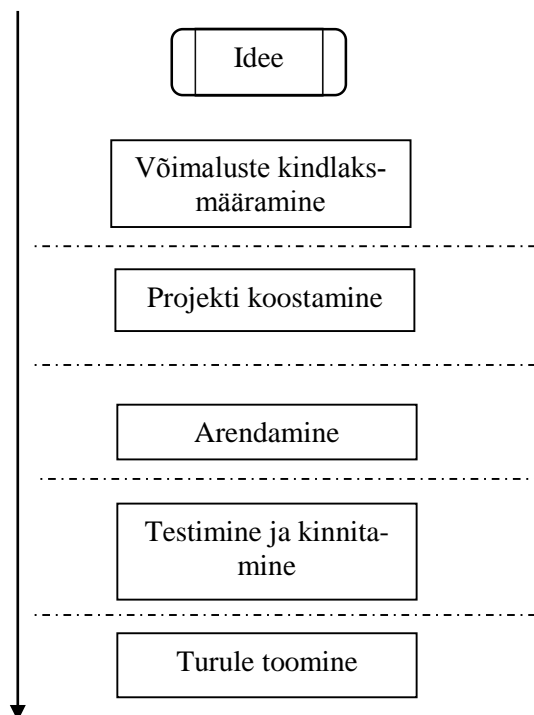 Idee
Võimaluste kindlaks-
määramine
Projekti koostamine
Arendamine
Testimine ja kinnita-
mine
Turule toomine